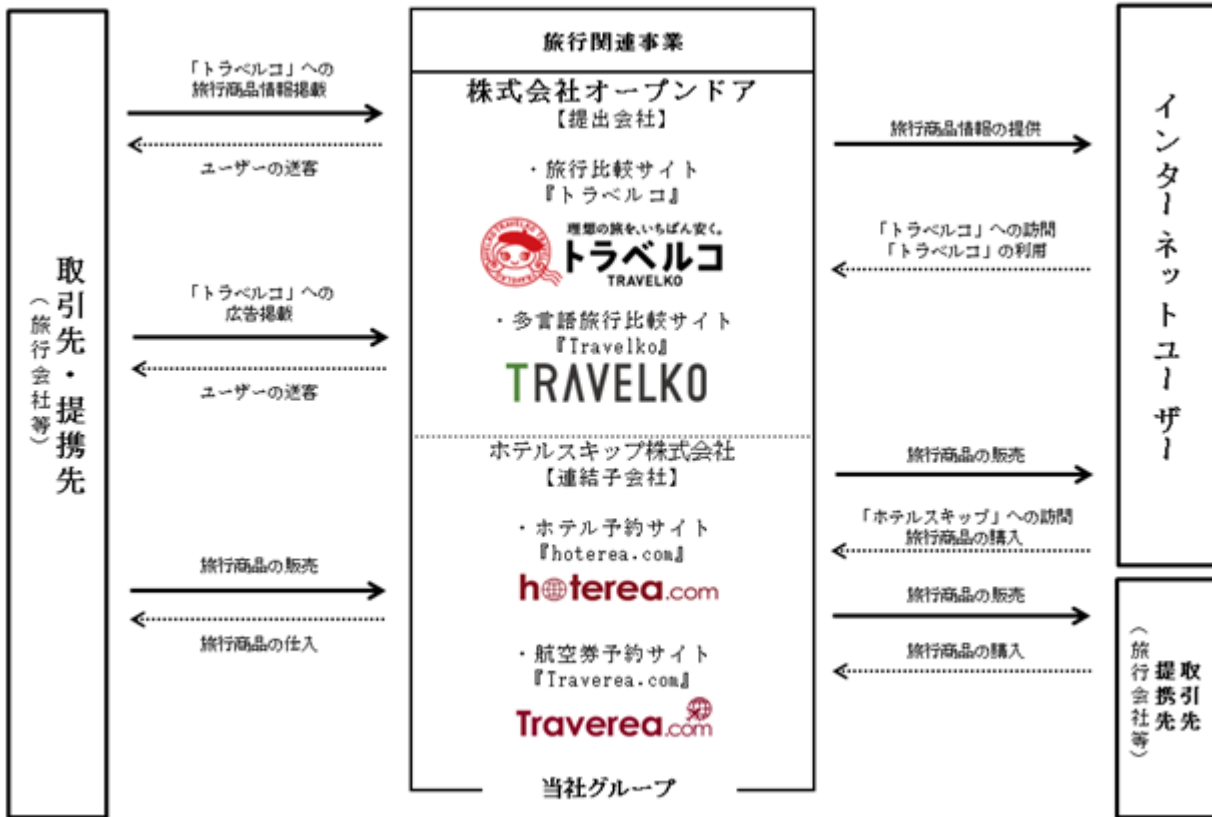 取引先・提携先
（旅行会社等）
「トラベルコ」への
旅行商品情報掲載
ユーザーの送客
「トラベルコ」への
広告掲載
ユーザーの送客
旅行商品の販売
旅行商品の仕入
旅行関連事業
株式会社オープンドア
【提出会社】
・旅行比較サイト
『トラベルコ』
理想の旅を、いちばん安く。
トラベルコ
TRAVELKO
・多言語旅行比較サイト
『Travelko』
TRAVELKO
ホテルスキップ株式会社
【連結子会社】
・ホテル予約サイト
『hoterea.com』
hoterea.com
・航空券予約サイト
『Traverea.com』
Traverea.com
当社グループ
旅行商品情報の提供
「トラベルコ」への訪問
「トラベルコ」の利用
旅行商品の販売
「ホテルスキップ」への訪問
旅行商品の購入
旅行商品の販売
旅行商品の購入
インターネットユーザー
取引先
提携先
（旅行会社等）